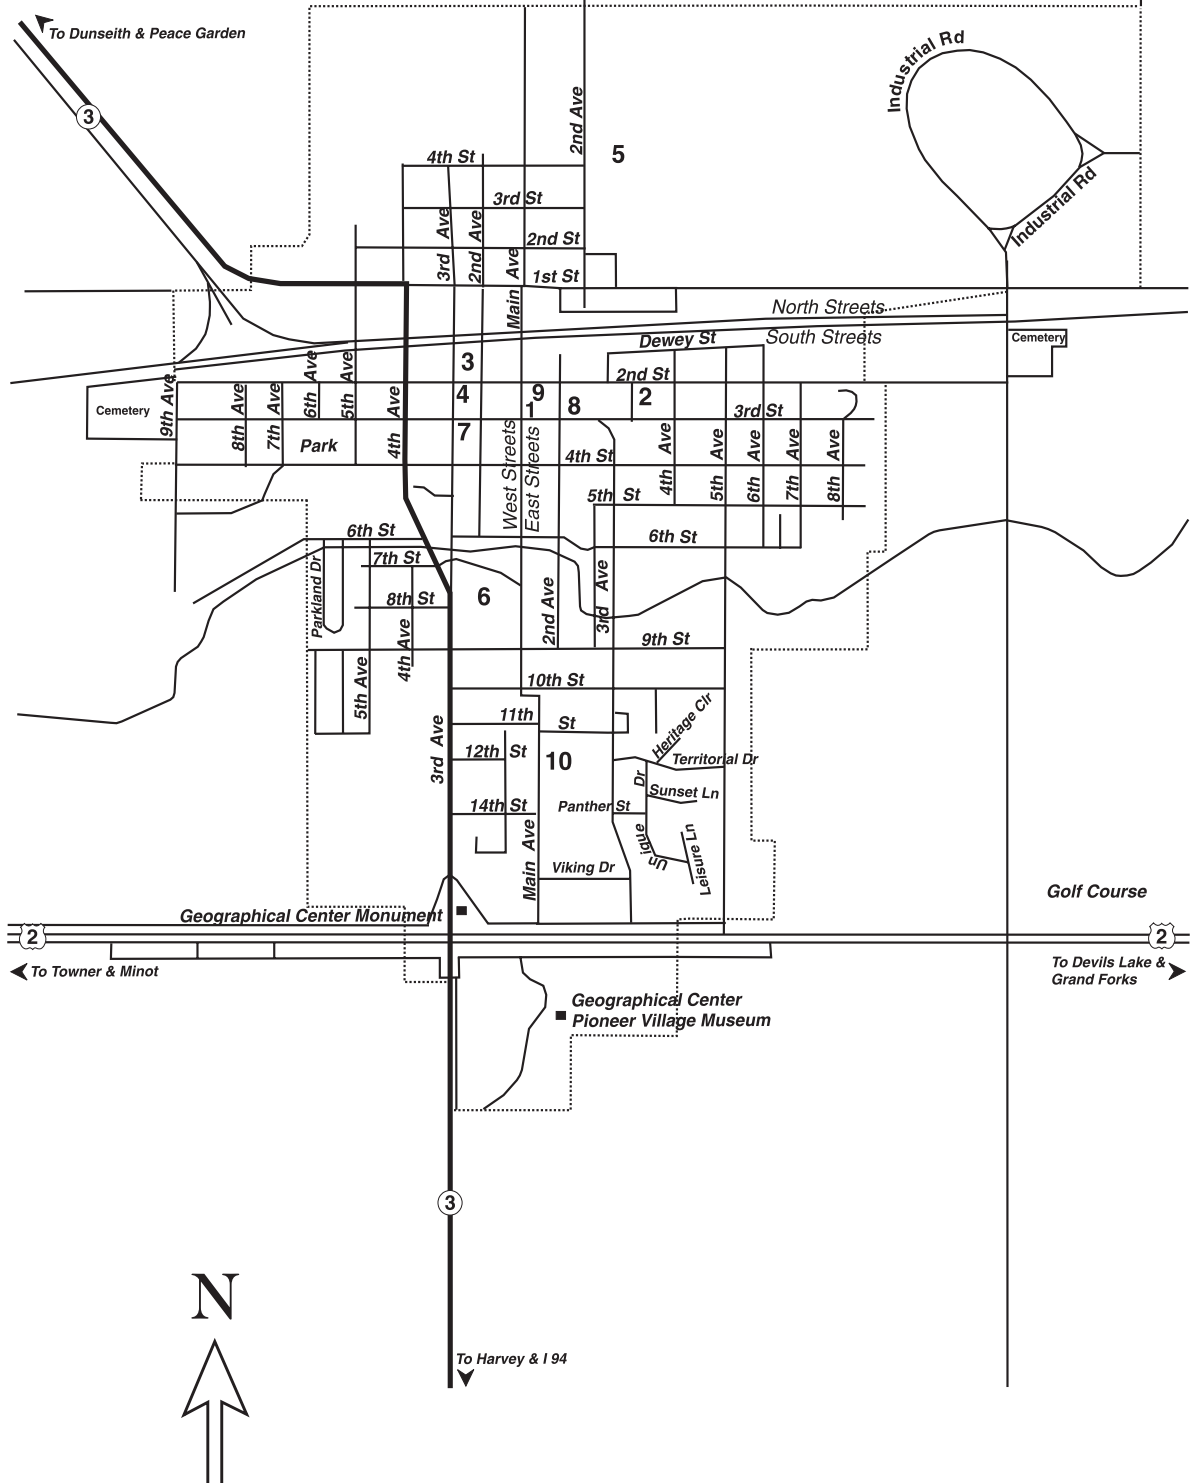 To Dunseith & Peace Garden
3
Industrial Rd
Industrial Rd
2nd Ave
5
4th St
3rd St
3rd Ave
2nd Ave
2nd St
Main Ave
1st St
Main
North Streets
South Streets
Dewey St
Cemetery
3
2nd St
4
9
1
8
2
6th Ave
5th Ave
4th Ave
9th Ave
8th Ave
7th Ave
Cemetery
3rd St
Park
7
West Streets
East Streets
4th St
4th Ave
5th Ave
6th Ave
7th Ave
8th Ave
5th St
6th St
6th St
7th St
Parkland Dr
8th St
6
2nd Ave
3rd Ave
4th Ave
9th St
5th Ave
10th St
11th St
Heritage Clr
3rd Ave
12th St
10
Territorial Dr
Unique Dr
Sunset Ln
14th St
Panther St
Main Ave
Leisure Ln
Viking Dr
Golf Course
Geographical Center Monument
2
2
To Towner & Minot
To Devils Lake &
Grand Forks
Geographical Center
Pioneer Village Museum
3
N
To Harvey & I 94